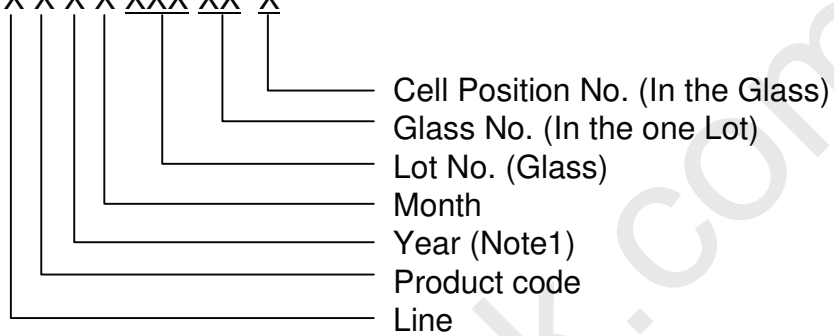 X X X X XXX XX X
Cell Position No. (In the Glass)
Glass No. (In the one Lot)
Lot No. (Glass)
Month
Year (Note1)
Product code
Line